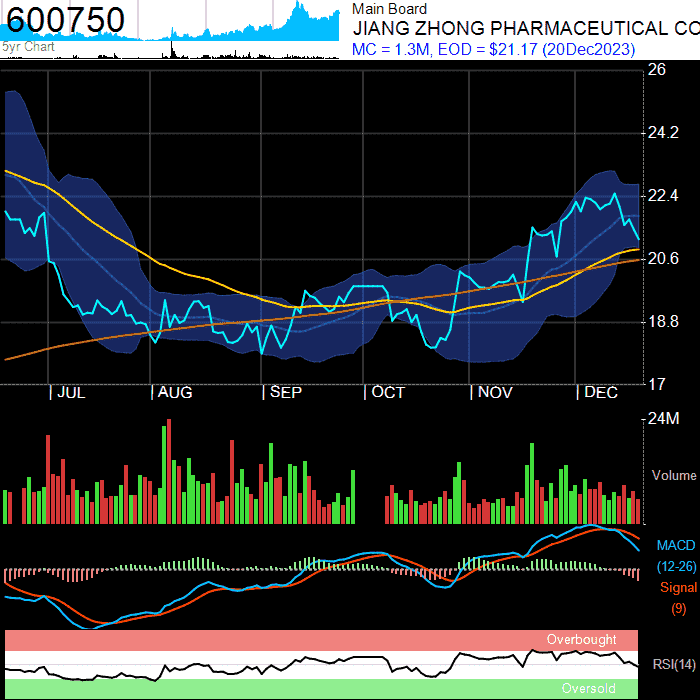 600750
5yr Chart
Main Board
JIANG ZHONG PHARMACEUTICAL CO
MC = 1.3M, EOD = $21.17 (20Dec2023)
26
24.2
22.4
20.6
18.8
17
JUL AUG SEP OCT NOV DEC
24M
Volume
MACD
(12-26)
Signal
(9)
Overbought
RSI(14)
Oversold